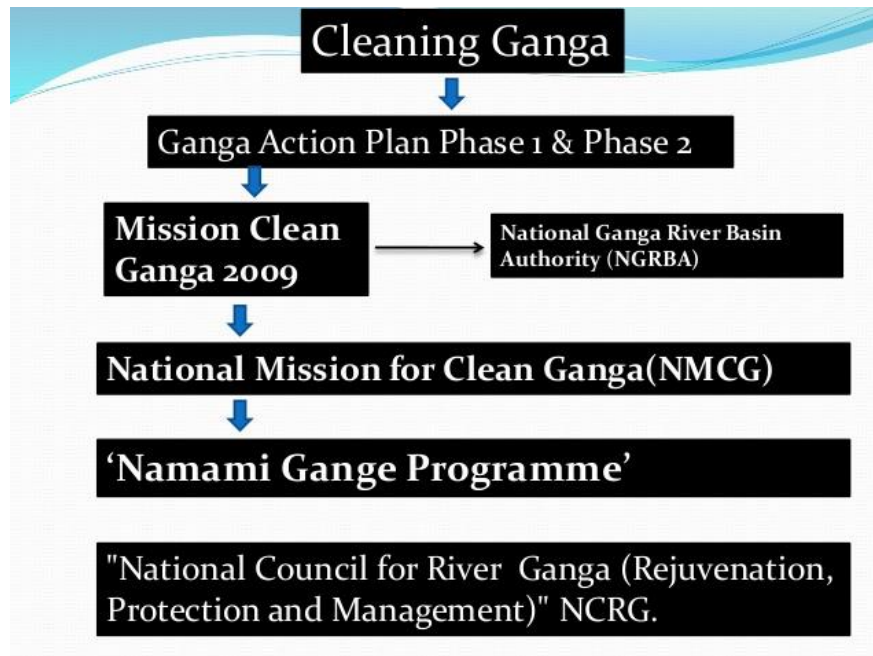 Cleaning Ganga
Ganga Action Plan Phase 1 & Phase 2
Mission Clean
Ganga 2009
National Ganga River Basin
Authority (NGRBA)
National Mission for Clean Ganga(NMCG)
‘Namami Gange Programme’
"National Council for River Ganga (Rejuvenation,
Protection and Management)" NCRG.